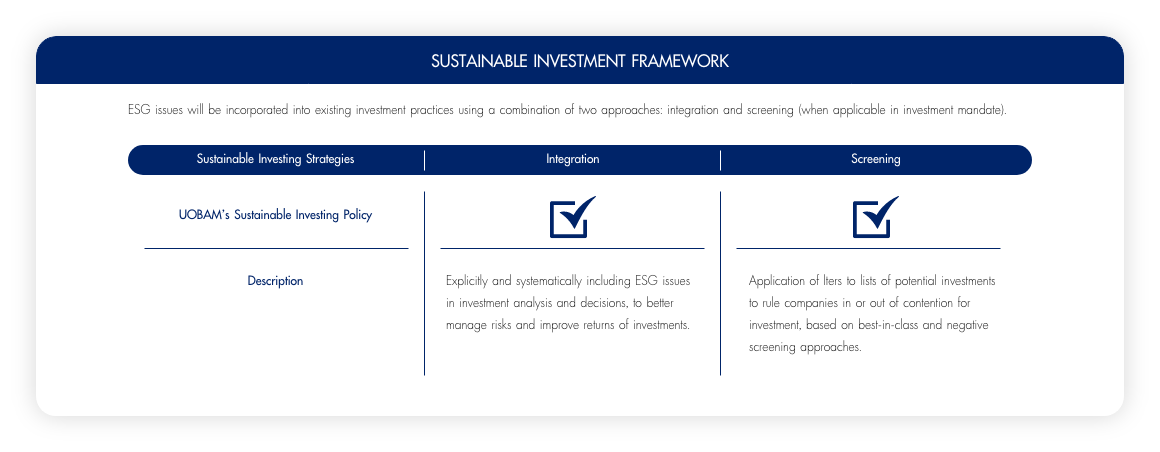 SUSTAINABLE INVESTMENT FRAMEWORK
ESG issues will be incorporated into existing investment practices using a combination of two approaches: integration and screening (when applicable in investment mandate).
Sustainable Investing Strategies
Integration
Screening
UOBAM's Sustainable Investing Policy
Description
Explicitly and systematically including ESG issues
in investment analysis and decisions, to better
manage risks and improve returns of investments.
Application of lters to lists of potential investments
to rule companies in or out of contention for
investment, based on best-in-class and negative
screening approaches.